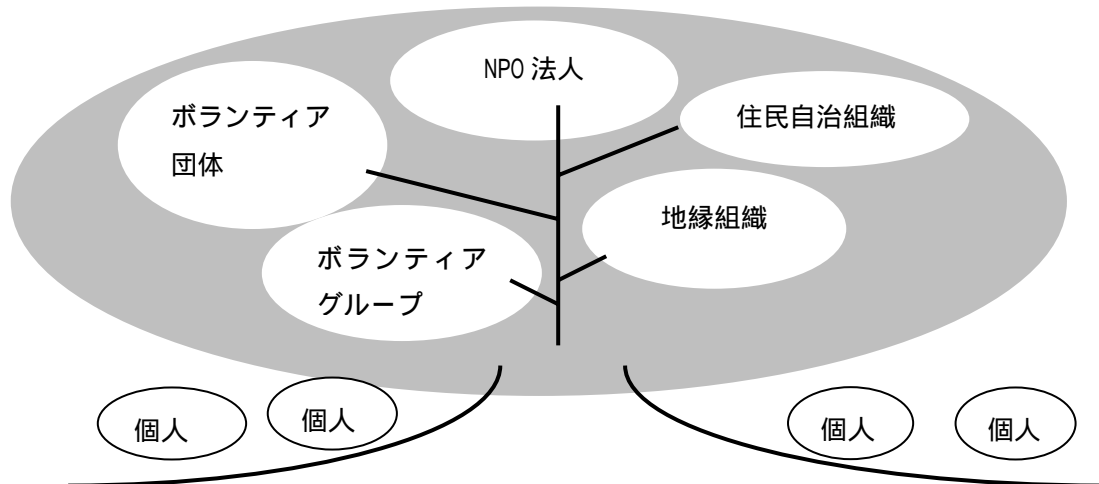 NPO 法人
ボランティア
団体
住民自治組織
地縁組織
ボランティア
グループ
個人
個人
個人
個人